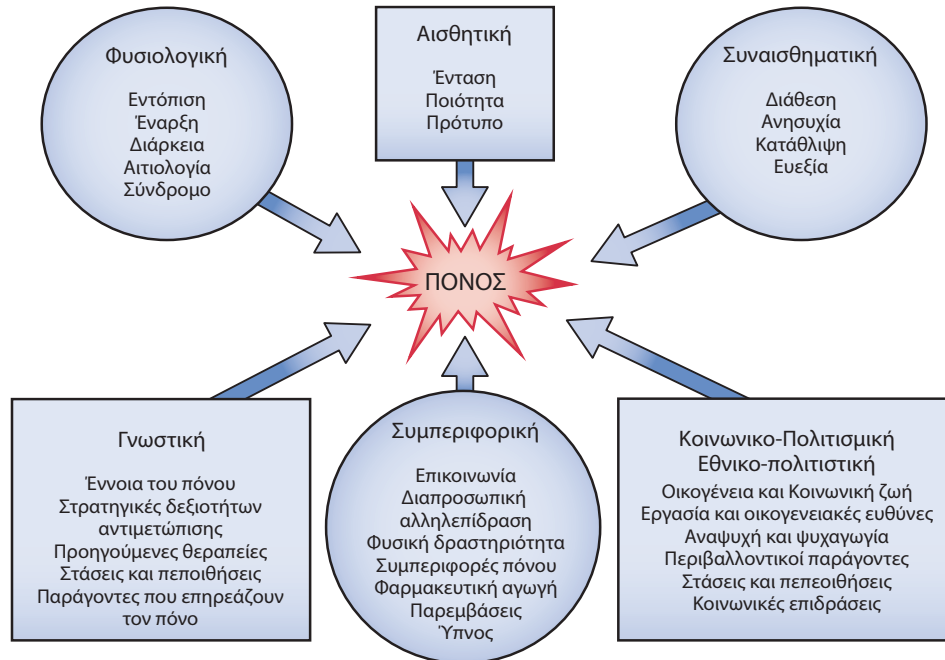 Φυσιολογική
Εντόπιση
Έναρξη
Διάρκεια
Αιτιολογία
Σύνδρομο
Αισθητική
Ένταση
Ποιότητα
Πρότυπο
Συναισθηματική
Διάθεση
Ανησυχία
Κατάθλιψη
Ευεξία
ΠΟΝΟΣ
Γνωστική
Έννοια του πόνου
Στρατηγικές δεξιοτήτων
αντιμετώπισης
Προηγούμενες θεραπείες
Στάσεις και πεποιθήσεις
Παράγοντες που επηρεάζουν
τον πόνο
Συμπεριφορική
Επικοινωνία
Διαπροσωπική
αλληλεπίδραση
Φυσική δραστηριότητα
Συμπεριφορές πόνου
Φαρμακευτική αγωγή
Παρεμβάσεις
Ύπνος
Κοινωνικο-Πολιτισμική
Εθνικο-πολιτιστική
Οικογένεια και Κοινωνική ζωή
Εργασία και οικογενειακές ευθύνες
Αναψυχή και ψυχαγωγία
Περιβαλλοντικοί παράγοντες
Στάσεις και πεπεοιθήσεις
Κοινωνικές επιδράσεις